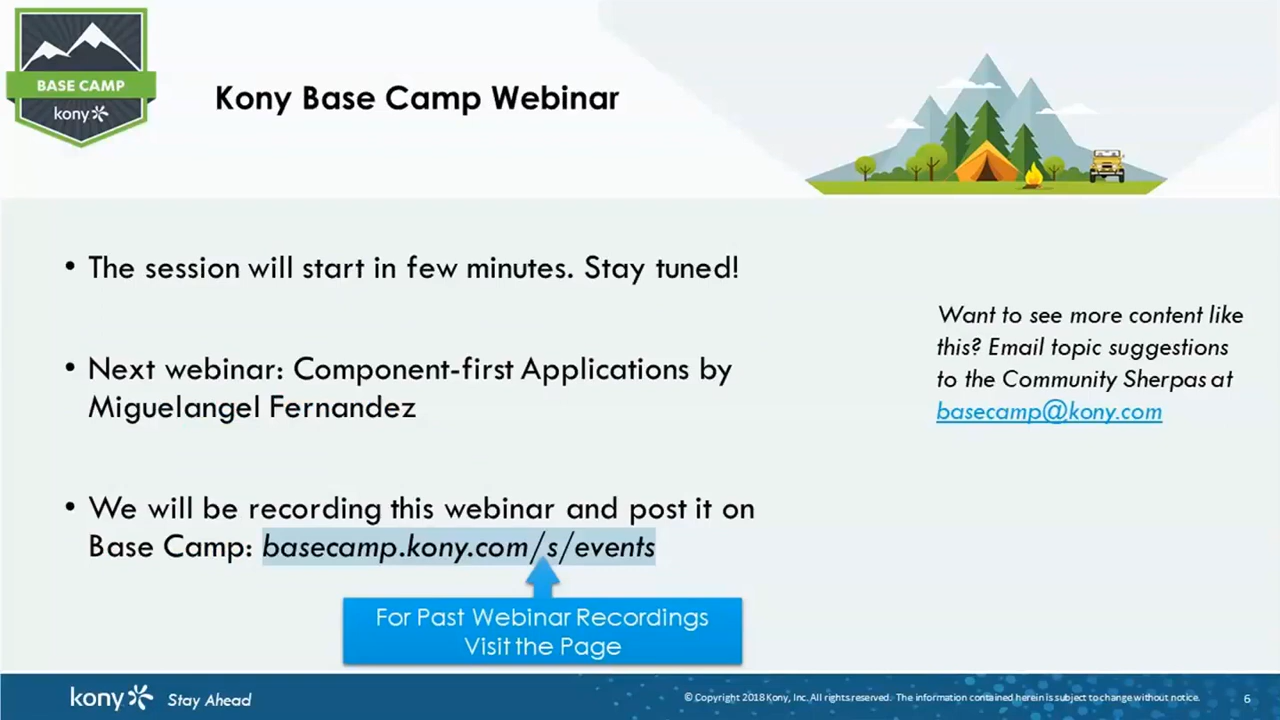 BASE CAMP
kony
Kony Base Camp Webinar
• The session will start in few minutes. Stay tuned!
• Next webinar: Component-first Applications by
Miguelangel Fernandez
• We will be recording this webinar and post it on
Base Camp: basecamp.kony.com/s/events
For Past Webinar Recordings
Visit the Page
Want to see more content like
this? Email topic suggestions
to the Community Sherpas at
basecamp@kony.com
kony Stay Ahead
© Copyright 2018 Kony, Inc. All rights reserved. The information contained herein is subject to change without notice.
6